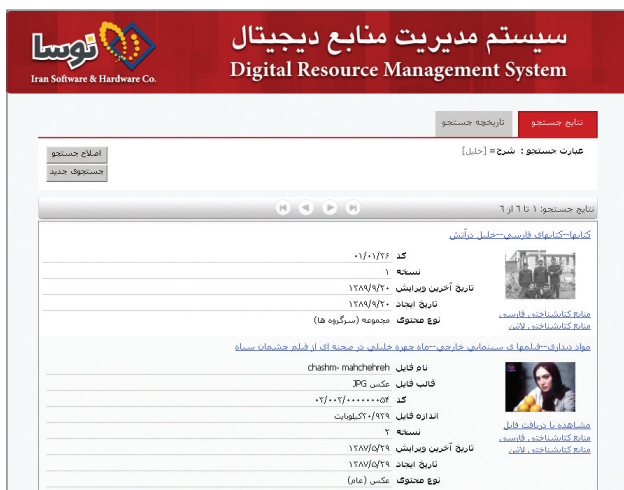 نوسا
Iran Software & Hardware Co.
سیستم مدیریت منابع دیجیتال
Digital Resource Management System
نتایج جستجو
تاریخچه جستجو
عبارت جستجو : شرح= [خلیل]
اصلاح جستجو
جستجوی جدید
نتایج جستجو: ۱ تا ٦ از ٦
کتابها--کتابهای فارسی--خلیل درآتش
کد ۰۱/۰۱/۲۶
نسخه ۱
تاریخ آخرین ویرایش ۱۳۸۹/۹/۲۰
تاریخ ایجاد ۱۳۸۹/۹/۲۰
نوع محتوی مجموعه (سرگروه ها)
منابع کتابشناختی فارسی
منابع کتابشناختی لاتین
مواد دیداری--فیلمها ی سینمایی خارجی--ماه چهره خلیلی در صحنه ای از فیلم چشمان سیاه
نام فایل chashm- mahchehreh
قالب فایل عکس JPG
کد ۰۲/۰۰۲/۰۰۰۰۰۰۰۵۴
اندازه فایل ۲۰/۹۲۹کیلوبایت
نسخه ۲
تاریخ آخرین ویرایش ۱۳۸۷/۵/۲۹
تاریخ ایجاد ۱۳۸۷/۵/۲۹
نوع محتوی عکس (عام)
مشاهده یا دریافت فایل
منابع کتابشناختی فارسی
منابع کتابشناختی لاتین